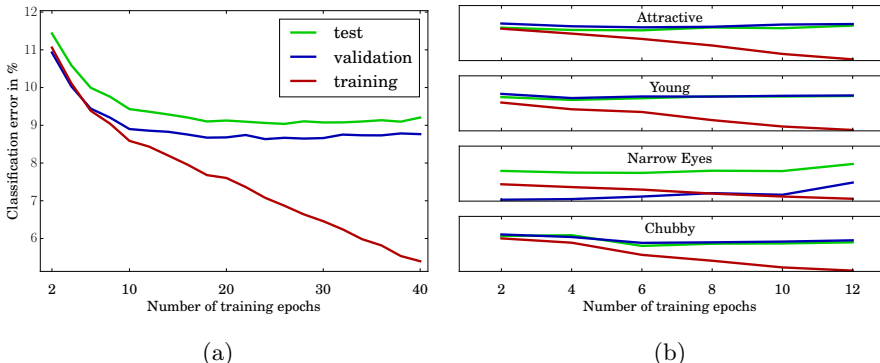 12
11
10
9
8
7
6
Classification error in %
test
validation
training
2
10
20
30
40
Number of training epochs
(a)
Attractive
Young
Narrow Eyes
Chubby
2
4
6
8
10
12
Number of training epochs
(b)